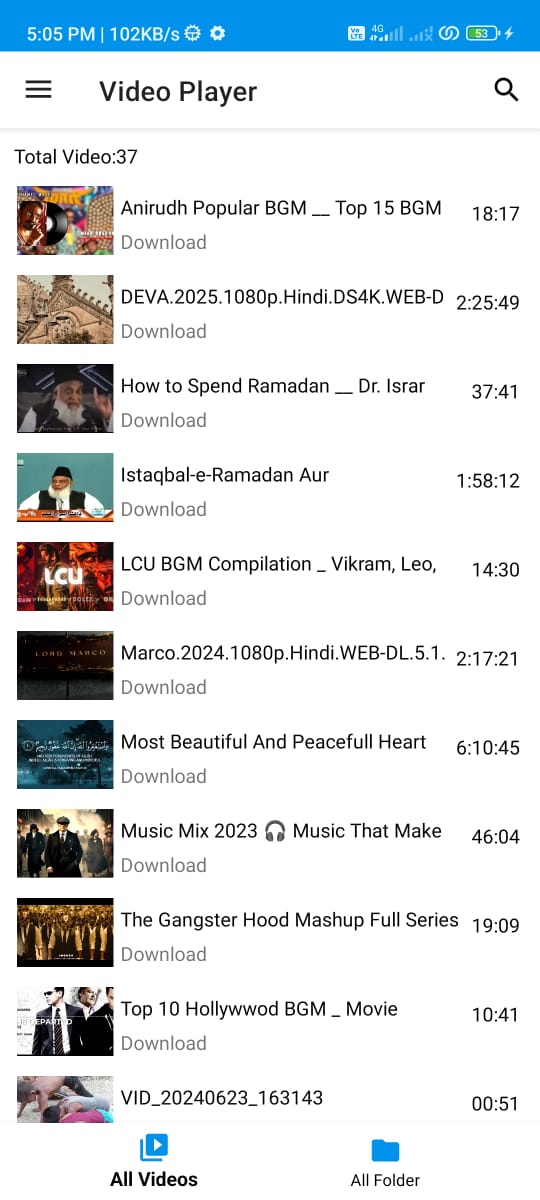 5:05 PM | 102KB/s
Vo LTE 4G 53
Video Player
Total Video:37
Anirudh Popular BGM __ Top 15 BGM
18:17
Download
DEVA.2025.1080p.Hindi.DS4K.WEB-D
2:25:49
Download
How to Spend Ramadan __ Dr. Israr
37:41
Download
Istaqbal-e-Ramadan Aur
1:58:12
Download
LCU
LCU BGM Compilation _ Vikram, Leo,
14:30
Download
LORD MARCO
Marco.2024.1080p.Hindi.WEB-DL.5.1.
2:17:21
Download
Most Beautiful And Peacefull Heart
6:10:45
Download
Music Mix 2023 🎧 Music That Make
46:04
Download
The Gangster Hood Mashup Full Series
19:09
Download
DEPARTED
Top 10 Hollywwod BGM _ Movie
10:41
Download
VID_20240623_163143
00:51
All Videos
All Folder